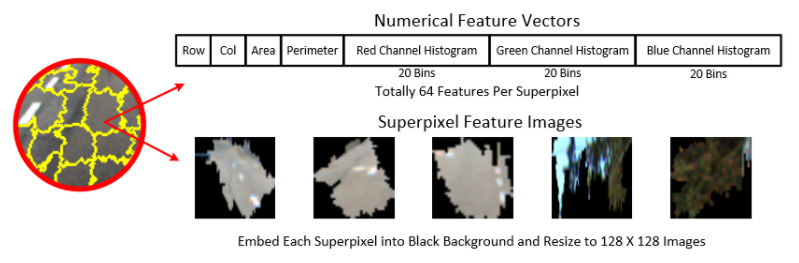 Numerical Feature Vectors
Row Col Area Perimeter Red Channel Histogram Green Channel Histogram Blue Channel Histogram
20 Bins 20 Bins 20 Bins
Totally 64 Features Per Superpixel
Superpixel Feature Images
Embed Each Superpixel into Black Background and Resize to 128 X 128 Images